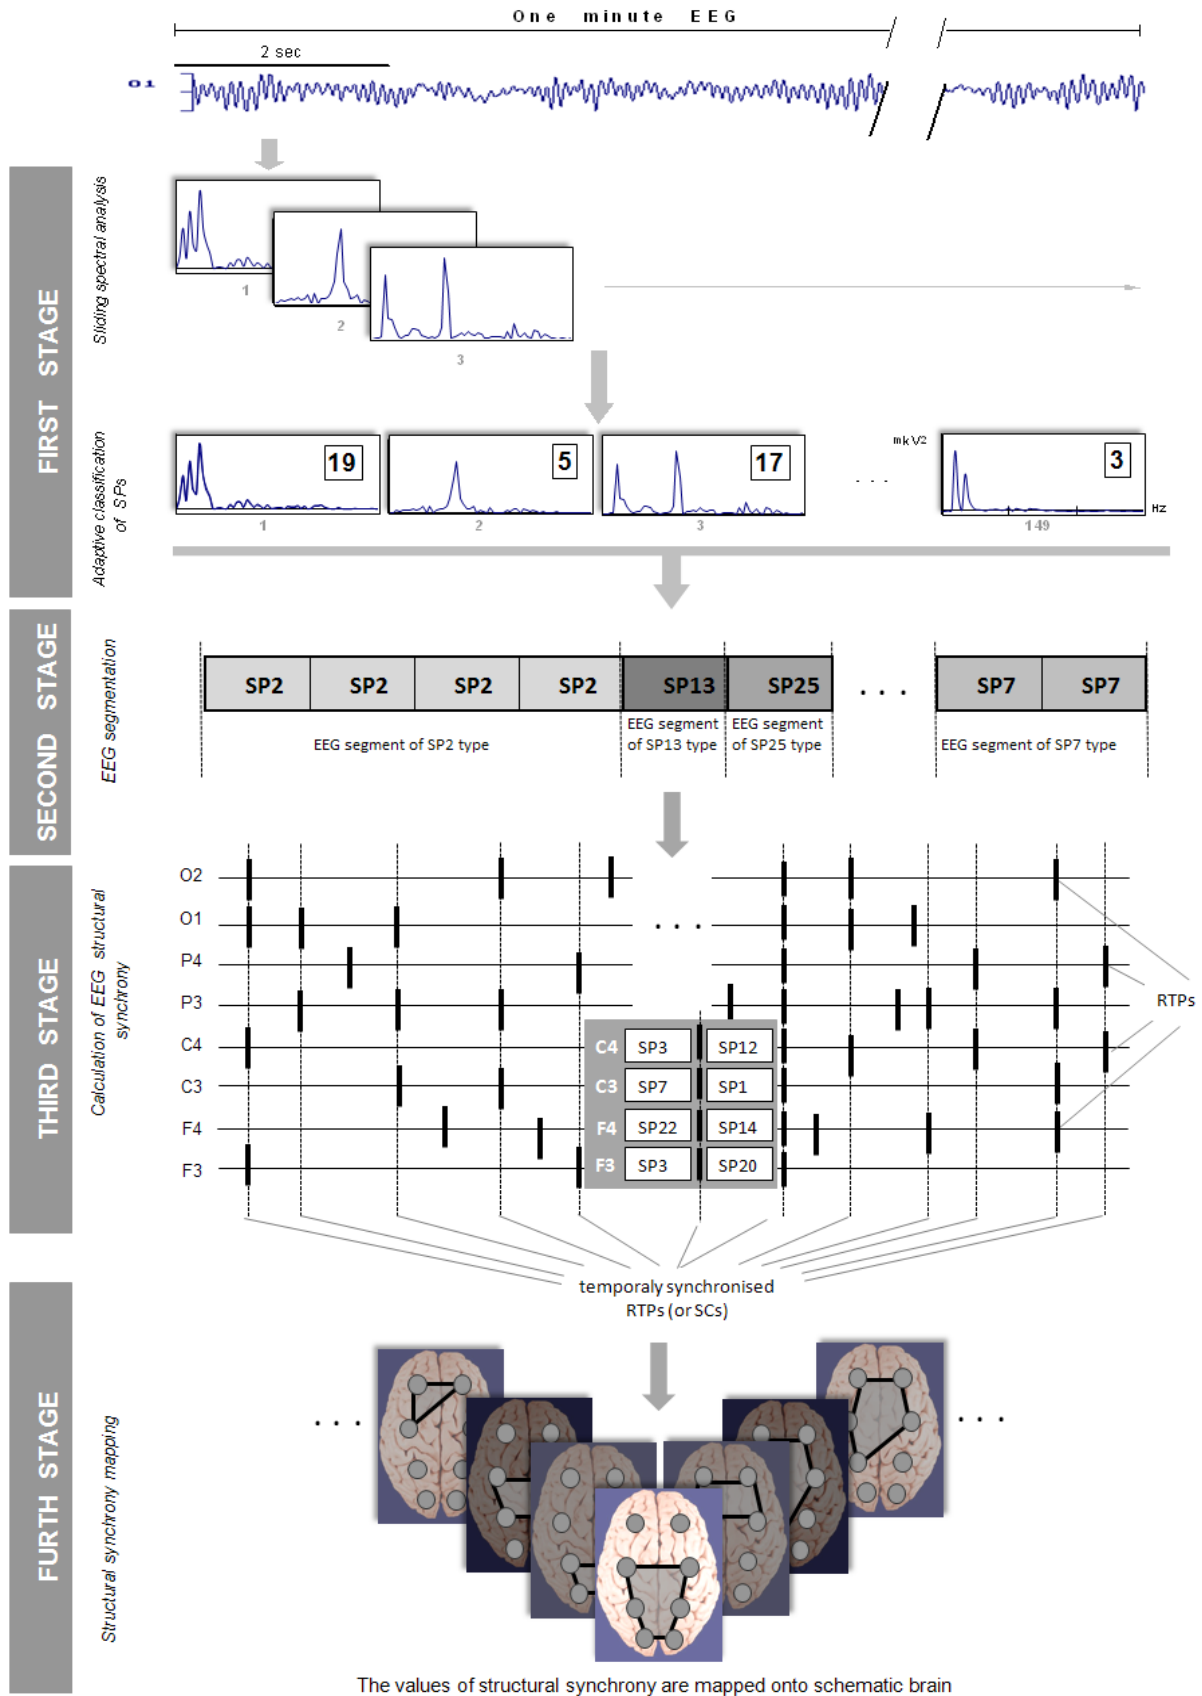 One minute EEG
2 sec
O1
FIRST STAGE
Sliding spectral analysis
1
2
3
Adaptive classification
of SPs
19
5
17
. . .
mkV2
3
Hz
1
2
3
149
SECOND STAGE
EEG segmentation
SP2 SP2 SP2 SP2 SP13 SP25 . . . SP7 SP7
EEG segment of SP2 type
EEG segment
of SP13 type
EEG segment
of SP25 type
EEG segment of SP7 type
THIRD STAGE
Calculation of EEG structural
synchrony
O2
O1
. . .
P4
P3
C4
C3
F4
F3
C4 SP3 SP12
C3 SP7 SP1
F4 SP22 SP14
F3 SP3 SP20
RTPs
temporaly synchronised
RTPs (or SCs)
FURTH STAGE
Structural synchrony mapping
. . .
. . .
The values of structural synchrony are mapped onto schematic brain